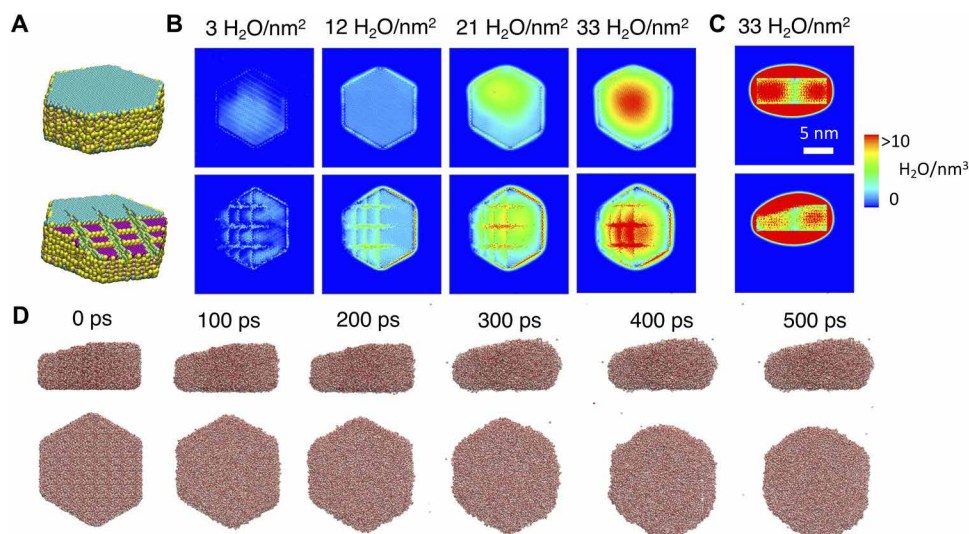 A
B 3 H₂O/nm² 12 H₂O/nm² 21 H₂O/nm² 33 H₂O/nm²
C 33 H₂O/nm²
5 nm
>10
H₂O/nm³
0
D
0 ps 100 ps 200 ps 300 ps 400 ps 500 ps